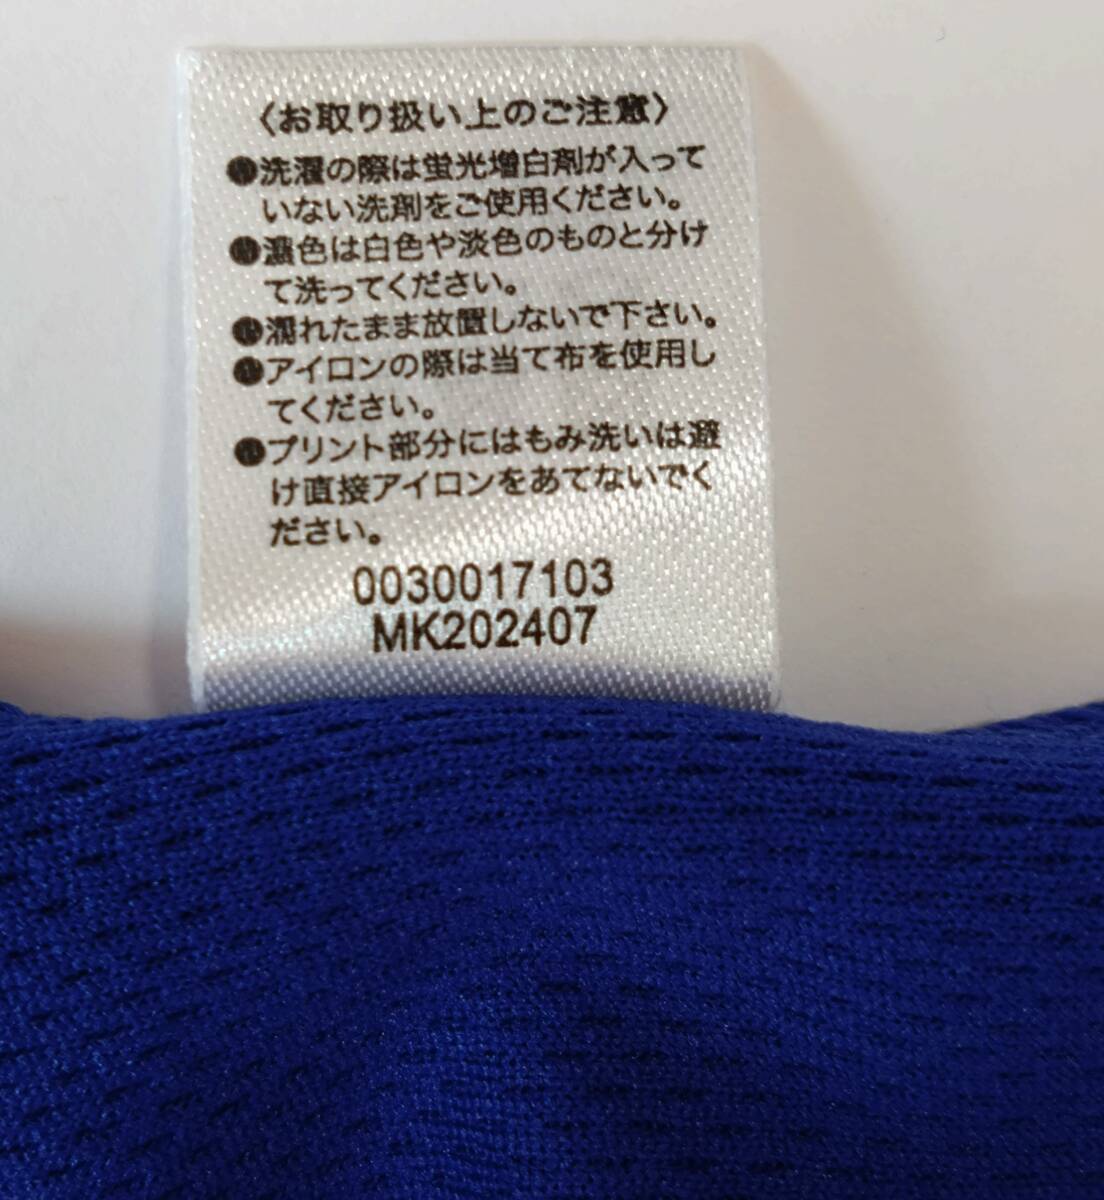 〈お取り扱い上のご注意〉
●洗濯の際は蛍光増白剤が入って
いない洗剤をご使用ください。
●濃色は白色や淡色のものと分け
て洗ってください。
●濡れたまま放置しないで下さい。
●アイロンの際は当て布を使用し
てください。
●プリント部分にはもみ洗いは避
け直接アイロンをあてないでく
ださい。
0030017103
MK202407